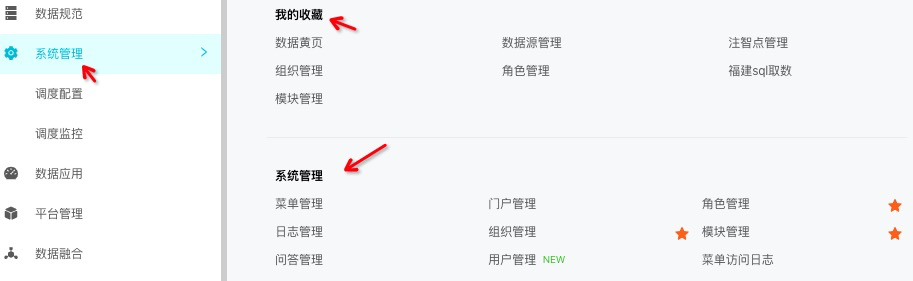 数据规范
系统管理
调度配置
调度监控
数据应用
平台管理
数据融合
我的收藏
数据黄页 数据源管理 注智点管理
组织管理 角色管理 福建sql取数
模块管理
系统管理
菜单管理 门户管理 角色管理
日志管理 组织管理 模块管理
问答管理 用户管理 NEW 菜单访问日志